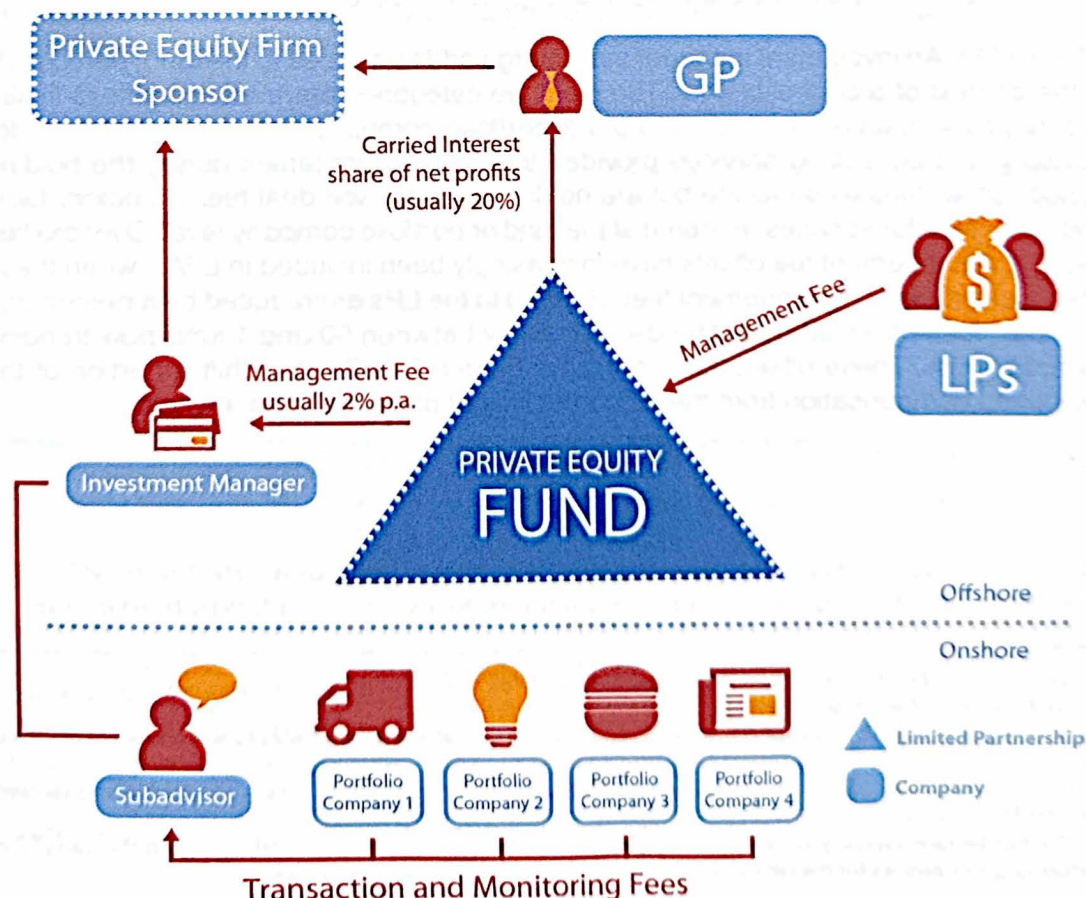 Private Equity Firm
Sponsor
GP
Carried Interest
share of net profits
(usually 20%)
Management Fee
LPs
Management Fee
usually 2% p.a.
Investment Manager
PRIVATE EQUITY
FUND
Offshore
Onshore
Subadvisor
Portfolio
Company 1
Portfolio
Company 2
Portfolio
Company 3
Portfolio
Company 4
Limited Partnership
Company
Transaction and Monitoring Fees